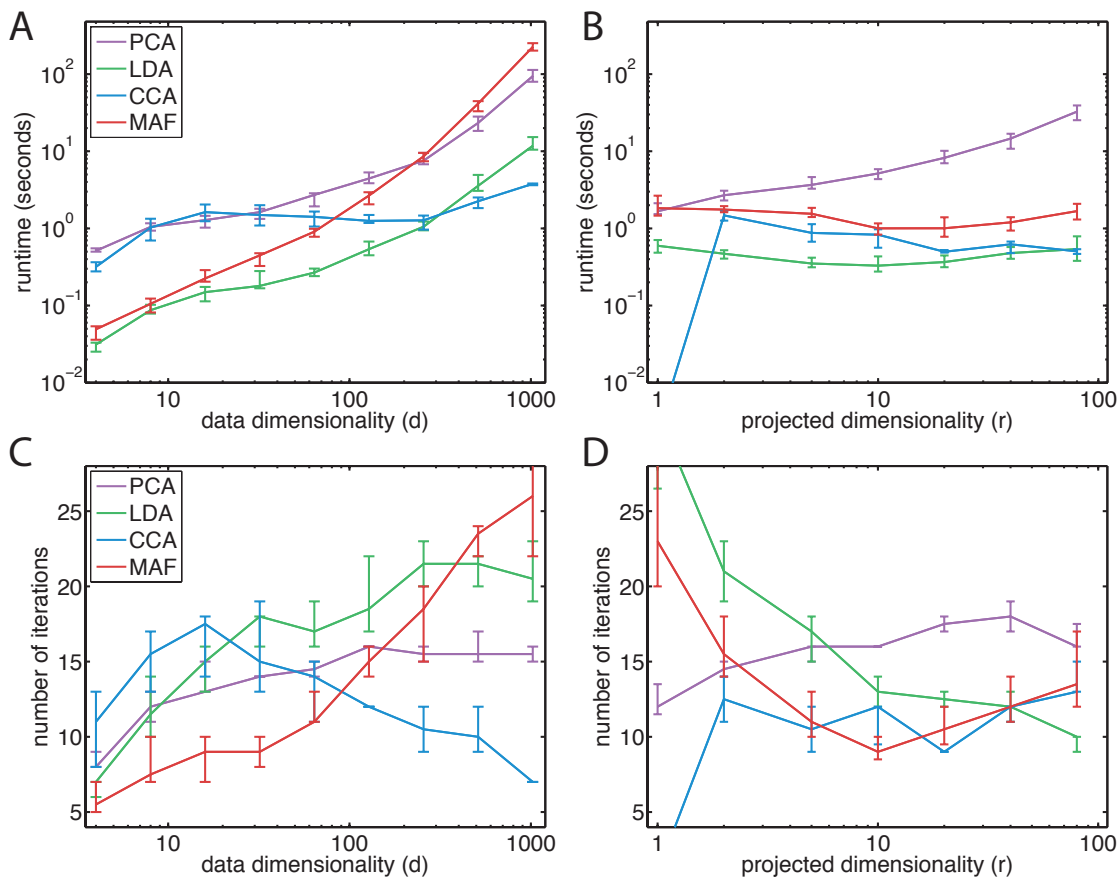 A
PCA
LDA
CCA
MAF
10^2
10^1
10^0
10^-1
10^-2
runtime (seconds)
10
100
1000
data dimensionality (d)
B
10^2
10^1
10^0
10^-1
10^-2
runtime (seconds)
1
10
100
projected dimensionality (r)
C
PCA
LDA
CCA
MAF
25
20
15
10
5
number of iterations
10
100
1000
data dimensionality (d)
D
25
20
15
10
5
number of iterations
1
10
100
projected dimensionality (r)